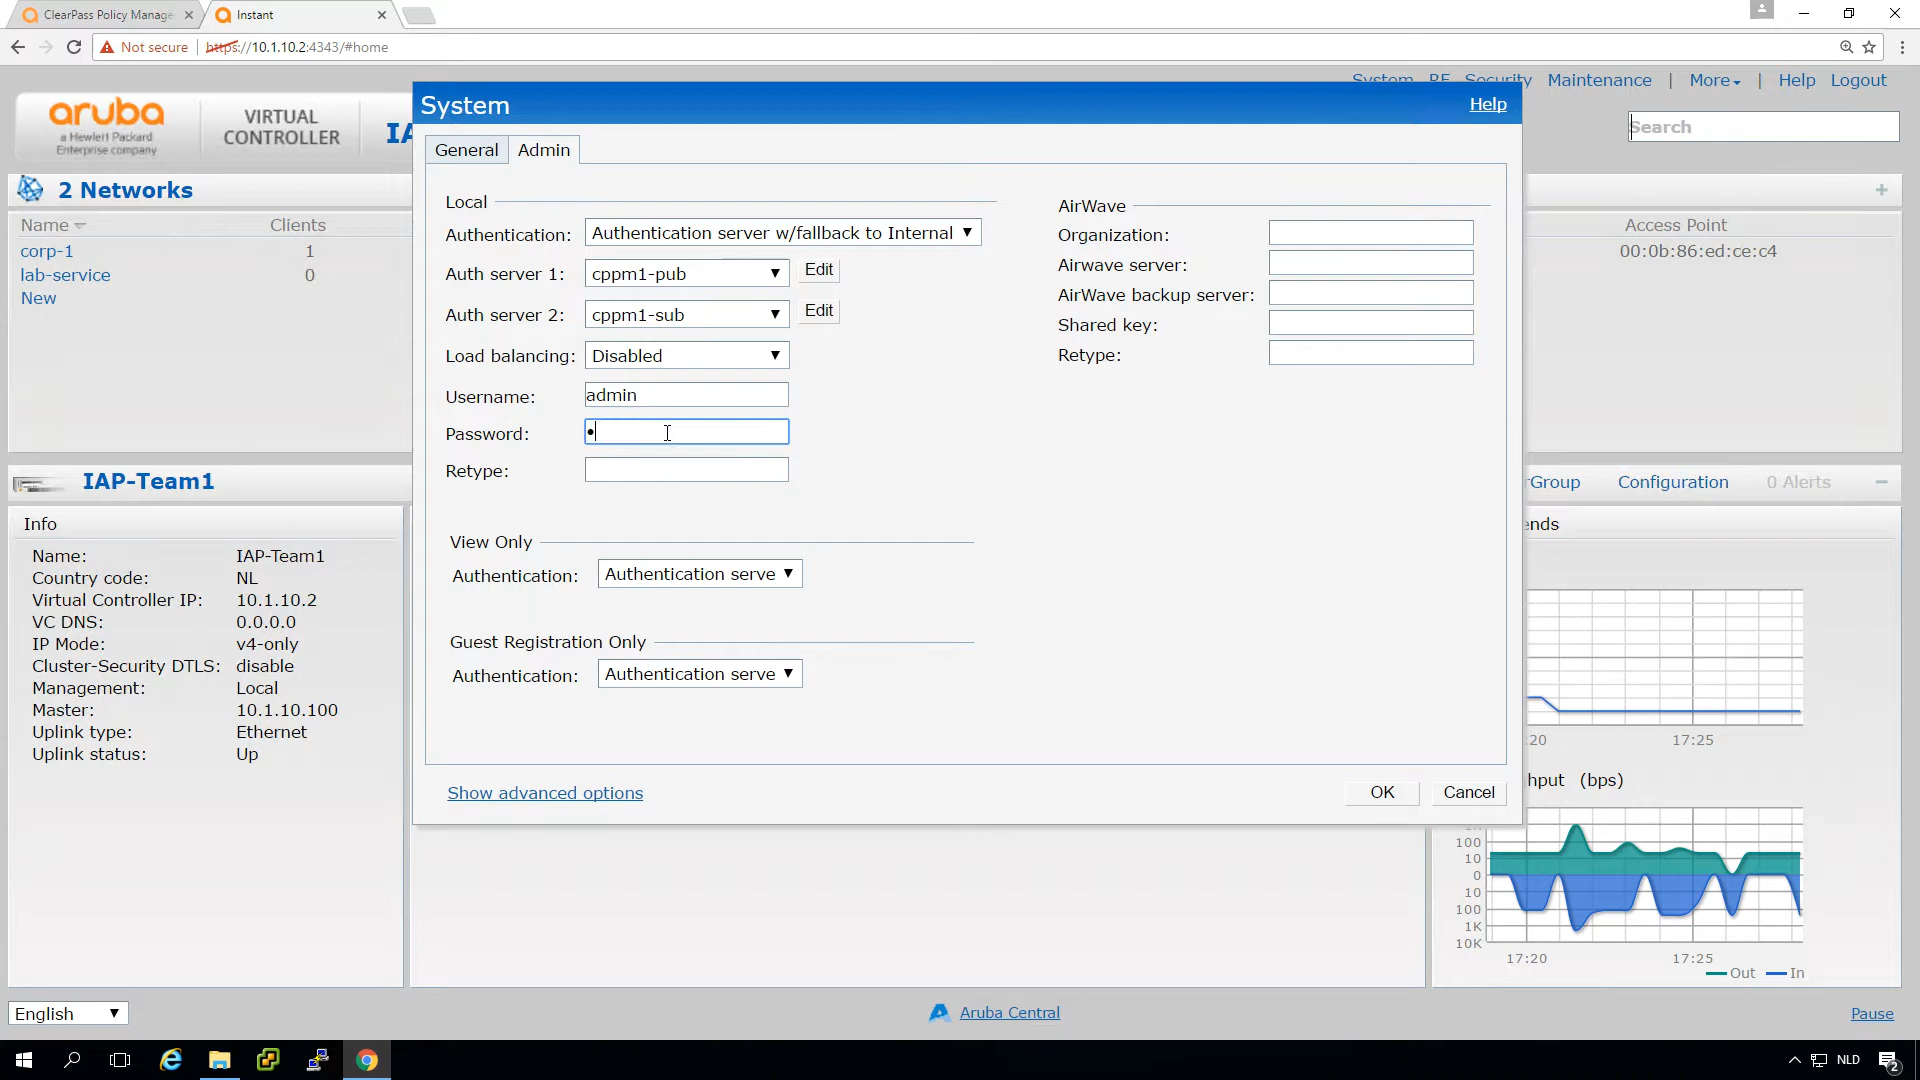 ClearPass Policy Manage
Instant
Not secure
https://10.1.10.2:4343/#home
System RF Security Maintenance | More | Help Logout
aruba
a Hewlett Packard
Enterprise company
VIRTUAL
CONTROLLER
IA
Search
System
Help
General
Admin
2 Networks
Name
Clients
corp-1
1
lab-service
0
New
Local
Authentication:
Authentication server w/fallback to Internal
Auth server 1:
cppm1-pub
Edit
Auth server 2:
cppm1-sub
Edit
Load balancing:
Disabled
Username:
admin
Password:
•
Retype:
AirWave
Organization:
Airwave server:
AirWave backup server:
Shared key:
Retype:
Access Point
00:0b:86:ed:ce:c4
View Only
Authentication:
Authentication serve
Guest Registration Only
Authentication:
Authentication serve
Show advanced options
OK
Cancel
IAP-Team1
rGroup
Configuration
0 Alerts
Info
Name: IAP-Team1
Country code: NL
Virtual Controller IP: 10.1.10.2
VC DNS: 0.0.0.0
IP Mode: v4-only
Cluster-Security DTLS: disable
Management: Local
Master: 10.1.10.100
Uplink type: Ethernet
Uplink status: Up
ends
:20
17:25
hput (bps)
100
10
0
10
100
1K
10K
17:20
17:25
Out
In
English
Aruba Central
Pause
NLD
2